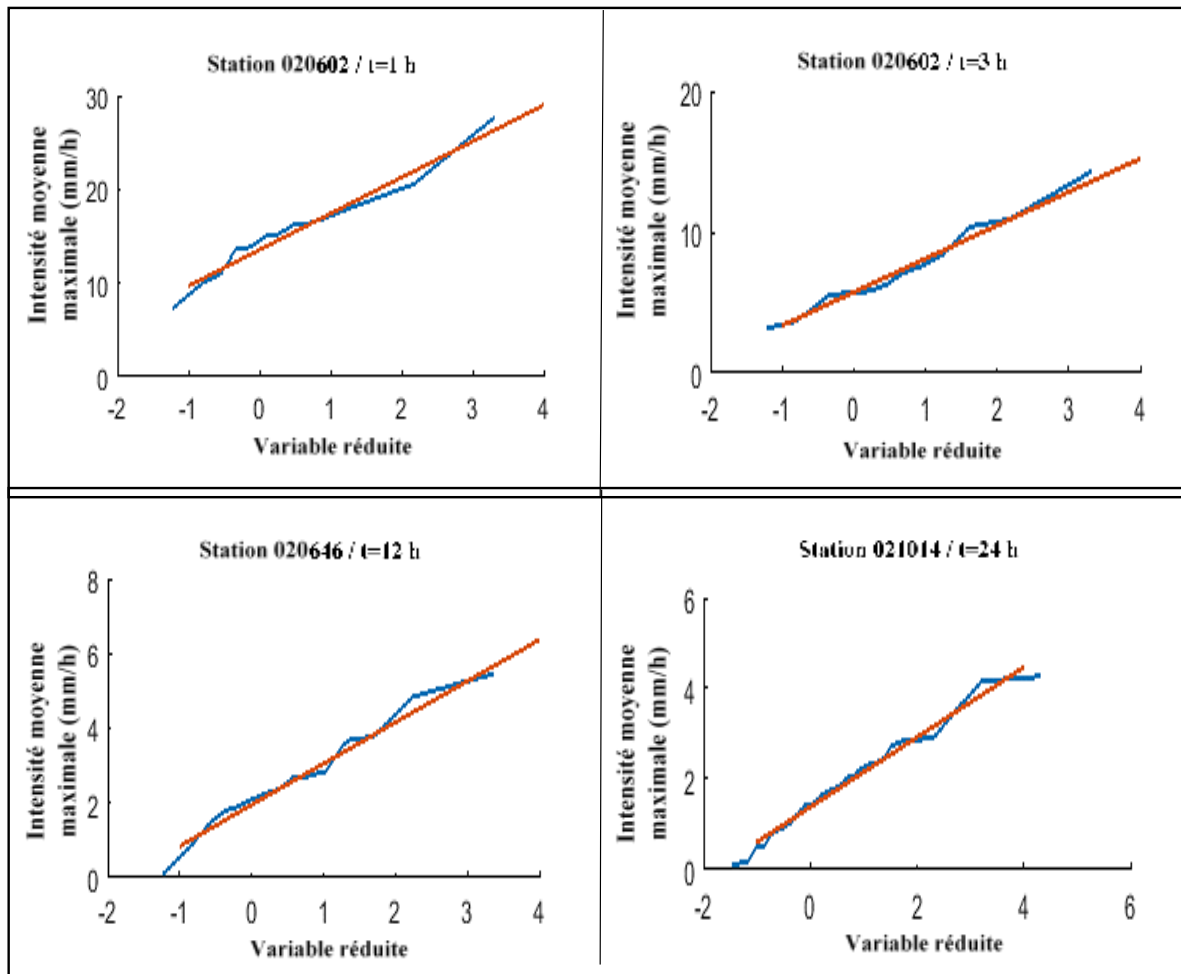 Station 020602 / t=1 h
Intensité moyenne
maximale (mm/h)
30
20
10
0
-2 -1 0 1 2 3 4
Variable réduite
Station 020602 / t=3 h
Intensité moyenne
maximale (mm/h)
20
10
0
-2 -1 0 1 2 3 4
Variable réduite
Station 020646 / t=12 h
Intensité moyenne
maximale (mm/h)
8
6
4
2
0
-2 -1 0 1 2 3 4
Variable réduite
Station 021014 / t=24 h
Intensité moyenne
maximale (mm/h)
6
4
2
0
-2 0 2 4 6
Variable réduite